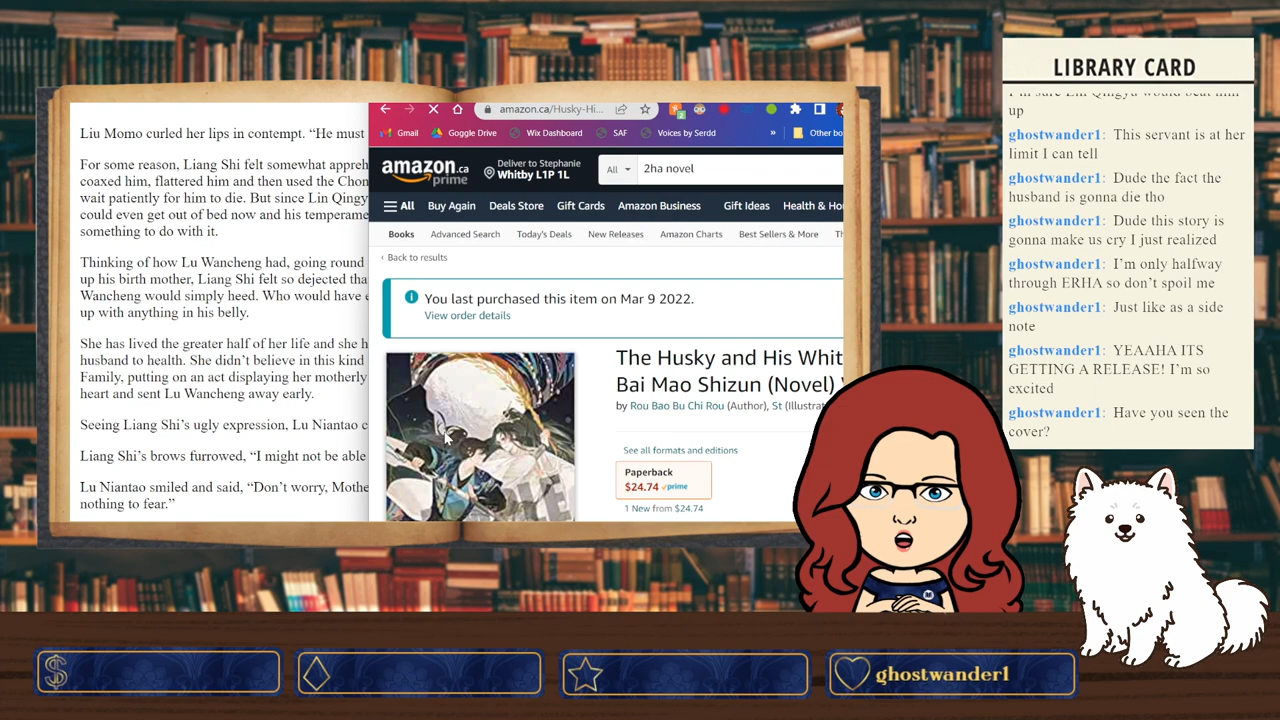 Liu Momo curled her lips in contempt. “He must
For some reason, Liang Shi felt somewhat appreh
coaxed him, flattered him and then used the Chon
wait patiently for him to die. But since Lin Qingy
could even get out of bed now and his temperame
something to do with it.
Thinking of how Lu Wancheng had, going round
up his birth mother, Liang Shi felt so dejected tha
Wancheng would simply heed. Who would have e
up with anything in his belly.
She has lived the greater half of her life and she h
husband to health. She didn’t believe in this kind
Family, putting on an act displaying her motherly
heart and sent Lu Wancheng away early.
Seeing Liang Shi’s ugly expression, Lu Niantao c
Liang Shi’s brows furrowed, “I might not be able
Lu Niantao smiled and said, “Don’t worry, Mothe
nothing to fear.”
amazon.ca/Husky-Hi...
Gmail
Google Drive
Wix Dashboard
SAF
Voices by Serdd
»
Other bo
amazon.ca
prime
Deliver to Stephanie
Whitby L1P 1L
All
2ha novel
All
Buy Again
Deals Store
Gift Cards
Amazon Business
Gift Ideas
Health & Ho
Books
Advanced Search
Today's Deals
New Releases
Amazon Charts
Best Sellers & More
‹ Back to results
You last purchased this item on Mar 9 2022.
View order details
The Husky and His Whit
Bai Mao Shizun (Novel)
by Rou Bao Bu Chi Rou (Author), St (Illustrat
See all formats and editions
Paperback
$24.74 prime
1 New from $24.74
LIBRARY CARD
I'm sure Lin Qingyu would beat him
up
ghostwander1: This servant is at her
limit I can tell
ghostwander1: Dude the fact the
husband is gonna die tho
ghostwander1: Dude this story is
gonna make us cry I just realized
ghostwander1: I’m only halfway
through ERHA so don’t spoil me
ghostwander1: Just like as a side
note
ghostwander1: YEAAHA ITS
GETTING A RELEASE! I’m so
excited
ghostwander1: Have you seen the
cover?
$
ghostwander1